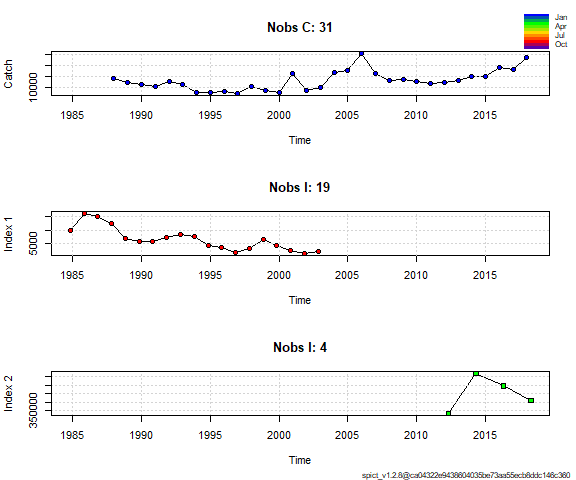 Nobs C: 31
Jan
Apr
Jul
Oct
Catch
10000
1985 1990 1995 2000 2005 2010 2015
Time
Nobs I: 19
Index 1
5000
1985 1990 1995 2000 2005 2010 2015
Time
Nobs I: 4
Index 2
350000
1985 1990 1995 2000 2005 2010 2015
Time
spict_v1.2.8@ca04322e9438604035be73aa55ecb6ddc146c360